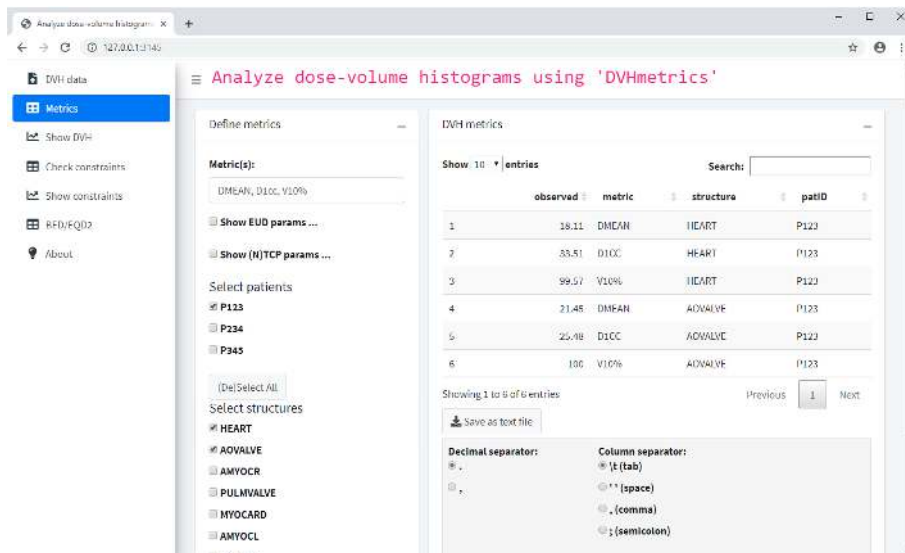 Analyze dose-volume histogram
127.0.0.1:3145
DVH data
Metrics
Show DVH
Check constraints
Show constraints
BED/EQD2
About
Analyze dose-volume histograms using 'DVHmetrics'
Define metrics
Metric(s):
DMEAN, D1cc, V10%
Show EUD params ...
Show (N)TCP params ...
Select patients
P123
P234
P345
(De)Select All
Select structures
HEART
AOVALVE
AMYOCR
PULMVALVE
MYOCARD
AMYOCL
DVH metrics
Show 10 entries
Search:
observed metric structure patID
1 18.11 DMEAN HEART P123
2 33.51 D1CC HEART P123
3 99.57 V10% HEART P123
4 21.45 DMEAN AOVALVE P123
5 25.48 D1CC AOVALVE P123
6 100 V10% AOVALVE P123
Showing 1 to 6 of 6 entries
Previous 1 Next
Save as text file
Decimal separator:
.
,
Column separator:
\t (tab)
' ' (space)
, (comma)
; (semicolon)